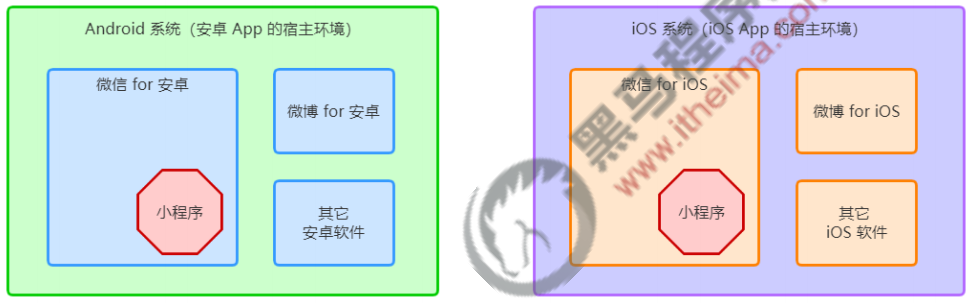 Android 系统（安卓 App 的宿主环境）
微信 for 安卓
微博 for 安卓
小程序
其它
安卓软件
iOS 系统（iOS App 的宿主环境）
微信 for iOS
微博 for iOS
小程序
其它
iOS 软件
黑马程序
www.itheima.com